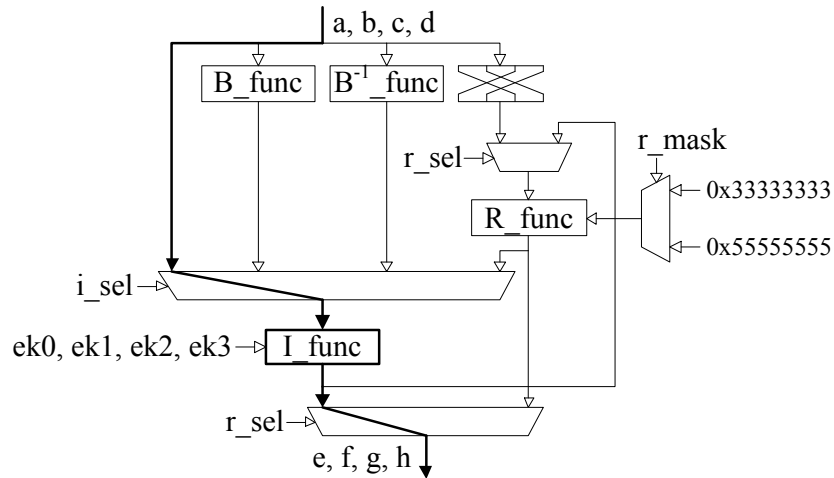 a, b, c, d
B_func
B-1_func
r_sel
r_mask
0x33333333
R_func
0x55555555
i_sel
ek0, ek1, ek2, ek3
I_func
r_sel
e, f, g, h